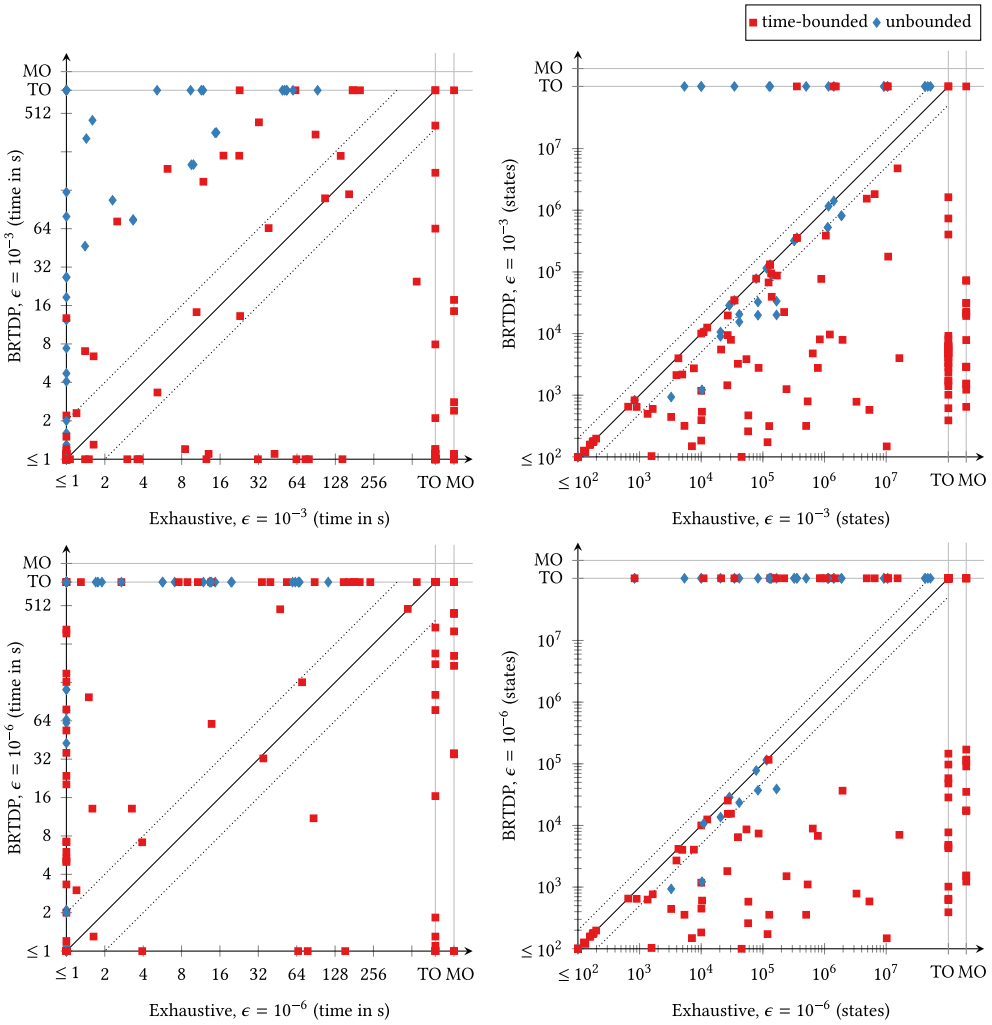 time-bounded unbounded
MO
TO
512
64
32
16
8
4
2
≤ 1
≤ 1 2 4 8 16 32 64 128 256 TO MO
BRTDP, ϵ = 10⁻³ (time in s)
Exhaustive, ϵ = 10⁻³ (time in s)
MO
TO
10⁷
10⁶
10⁵
10⁴
10³
≤ 10²
≤ 10² 10³ 10⁴ 10⁵ 10⁶ 10⁷ TO MO
BRTDP, ϵ = 10⁻³ (states)
Exhaustive, ϵ = 10⁻³ (states)
MO
TO
512
64
32
16
8
4
2
≤ 1
≤ 1 2 4 8 16 32 64 128 256 TO MO
BRTDP, ϵ = 10⁻⁶ (time in s)
Exhaustive, ϵ = 10⁻⁶ (time in s)
MO
TO
10⁷
10⁶
10⁵
10⁴
10³
≤ 10²
≤ 10² 10³ 10⁴ 10⁵ 10⁶ 10⁷ TO MO
BRTDP, ϵ = 10⁻⁶ (states)
Exhaustive, ϵ = 10⁻⁶ (states)